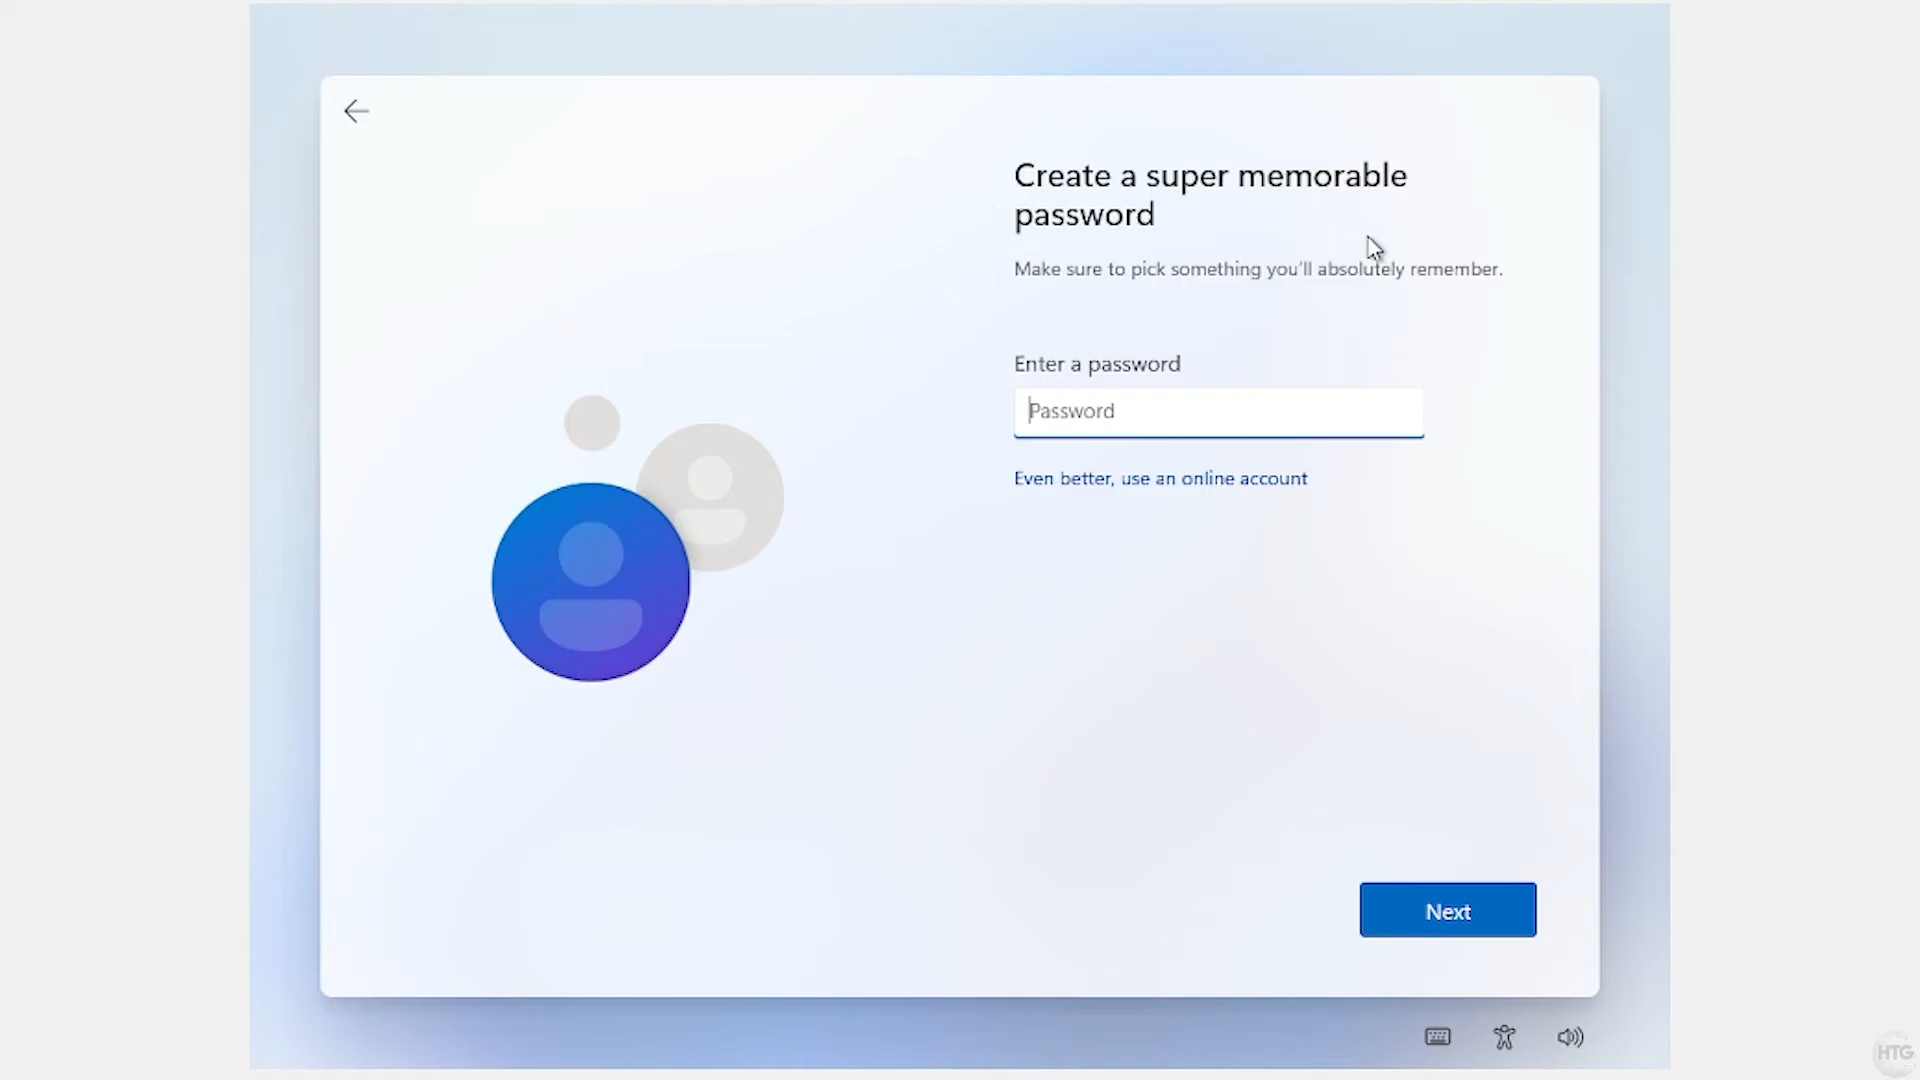 Create a super memorable
password
Make sure to pick something you'll absolutely remember.
Enter a password
Password
Even better, use an online account
Next
HTG